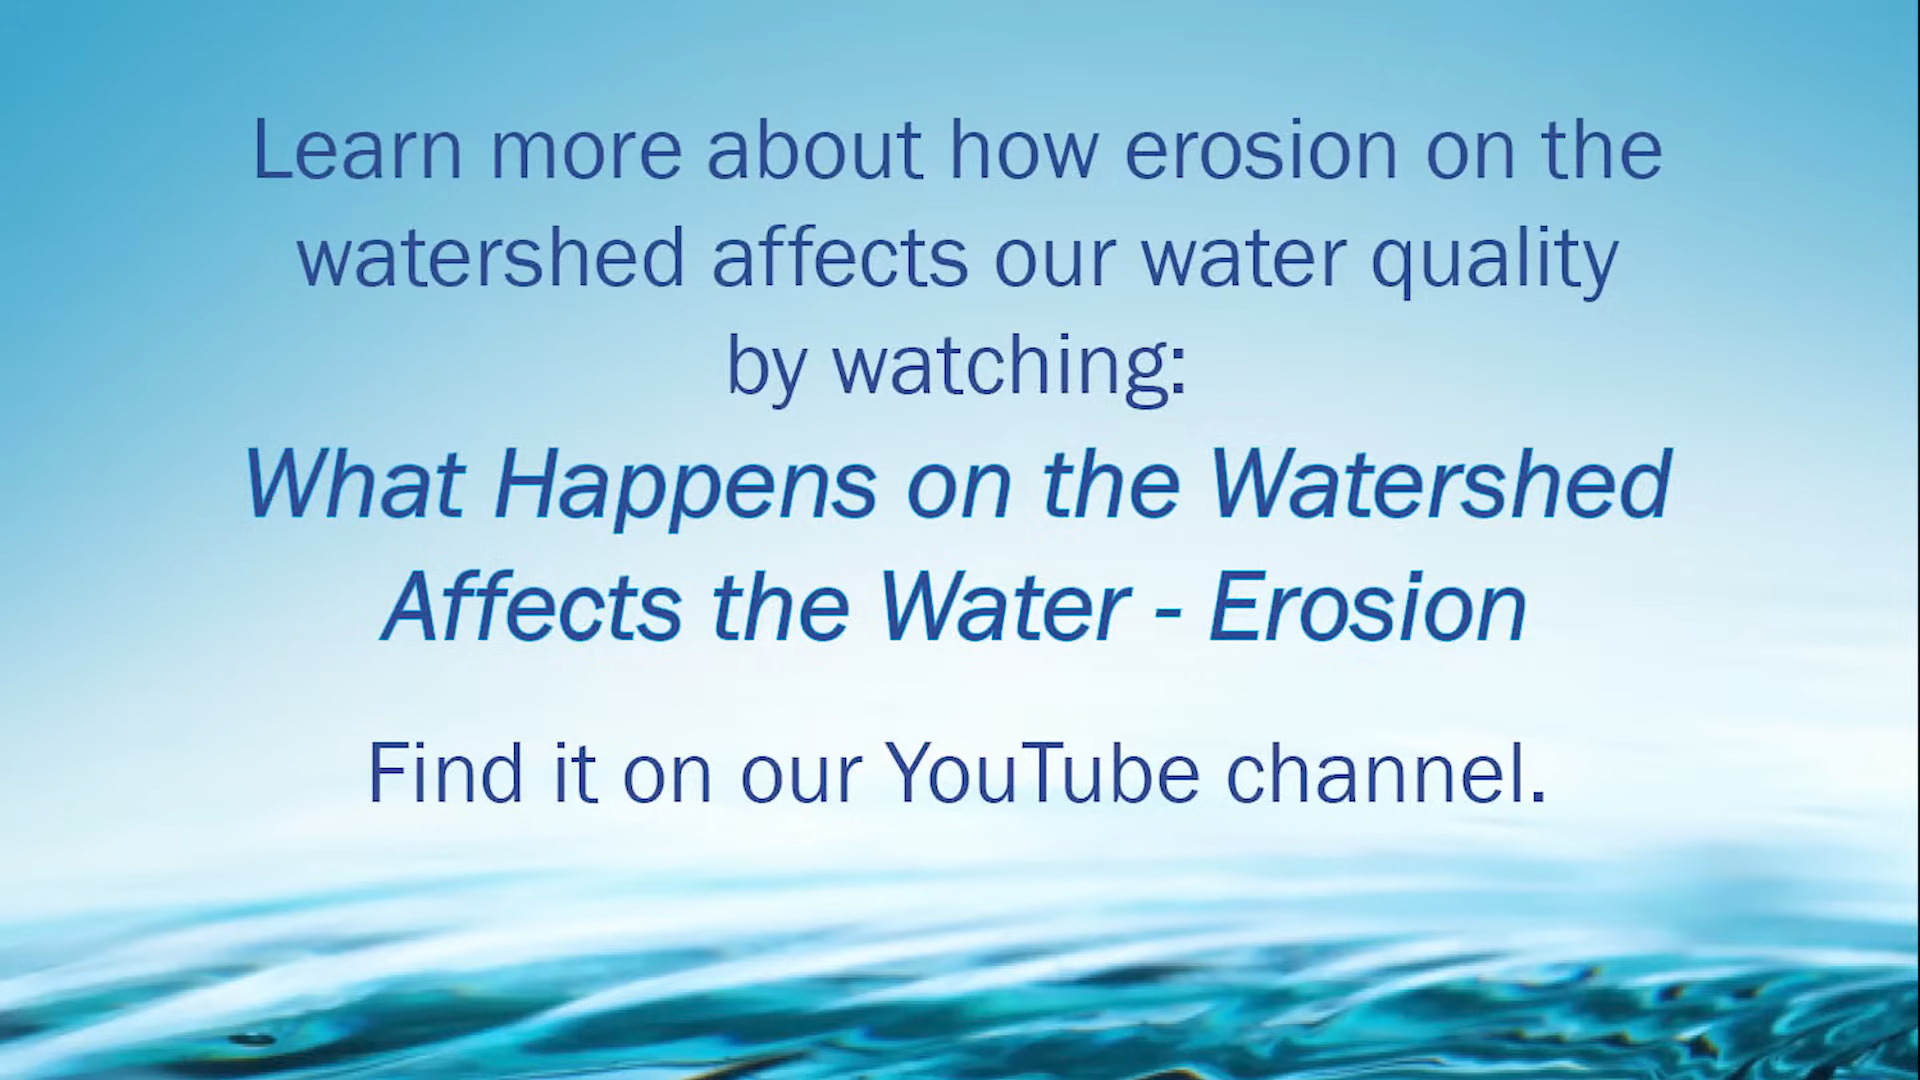 Learn more about how erosion on the
watershed affects our water quality
by watching:
What Happens on the Watershed
Affects the Water - Erosion
Find it on our YouTube channel.